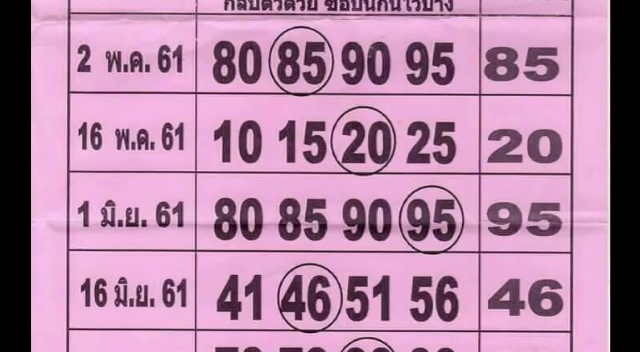 2 พ.ค. 61 80 85 90 95 85
16 พ.ค. 61 10 15 20 25 20
1 มิ.ย. 61 80 85 90 95 95
16 มิ.ย. 61 41 46 51 56 46